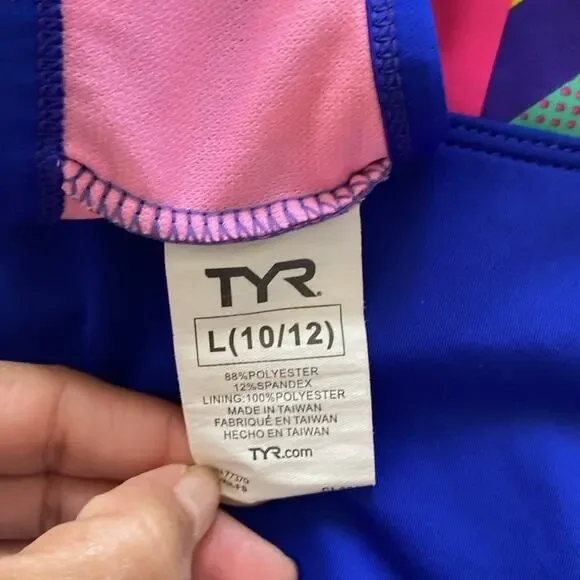 TYR
L(10/12)
88%POLYESTER
12%SPANDEX
LINING:100%POLYESTER
MADE IN TAIWAN
FABRIQUÉ EN TAIWAN
HECHO EN TAIWAN
TYR.com